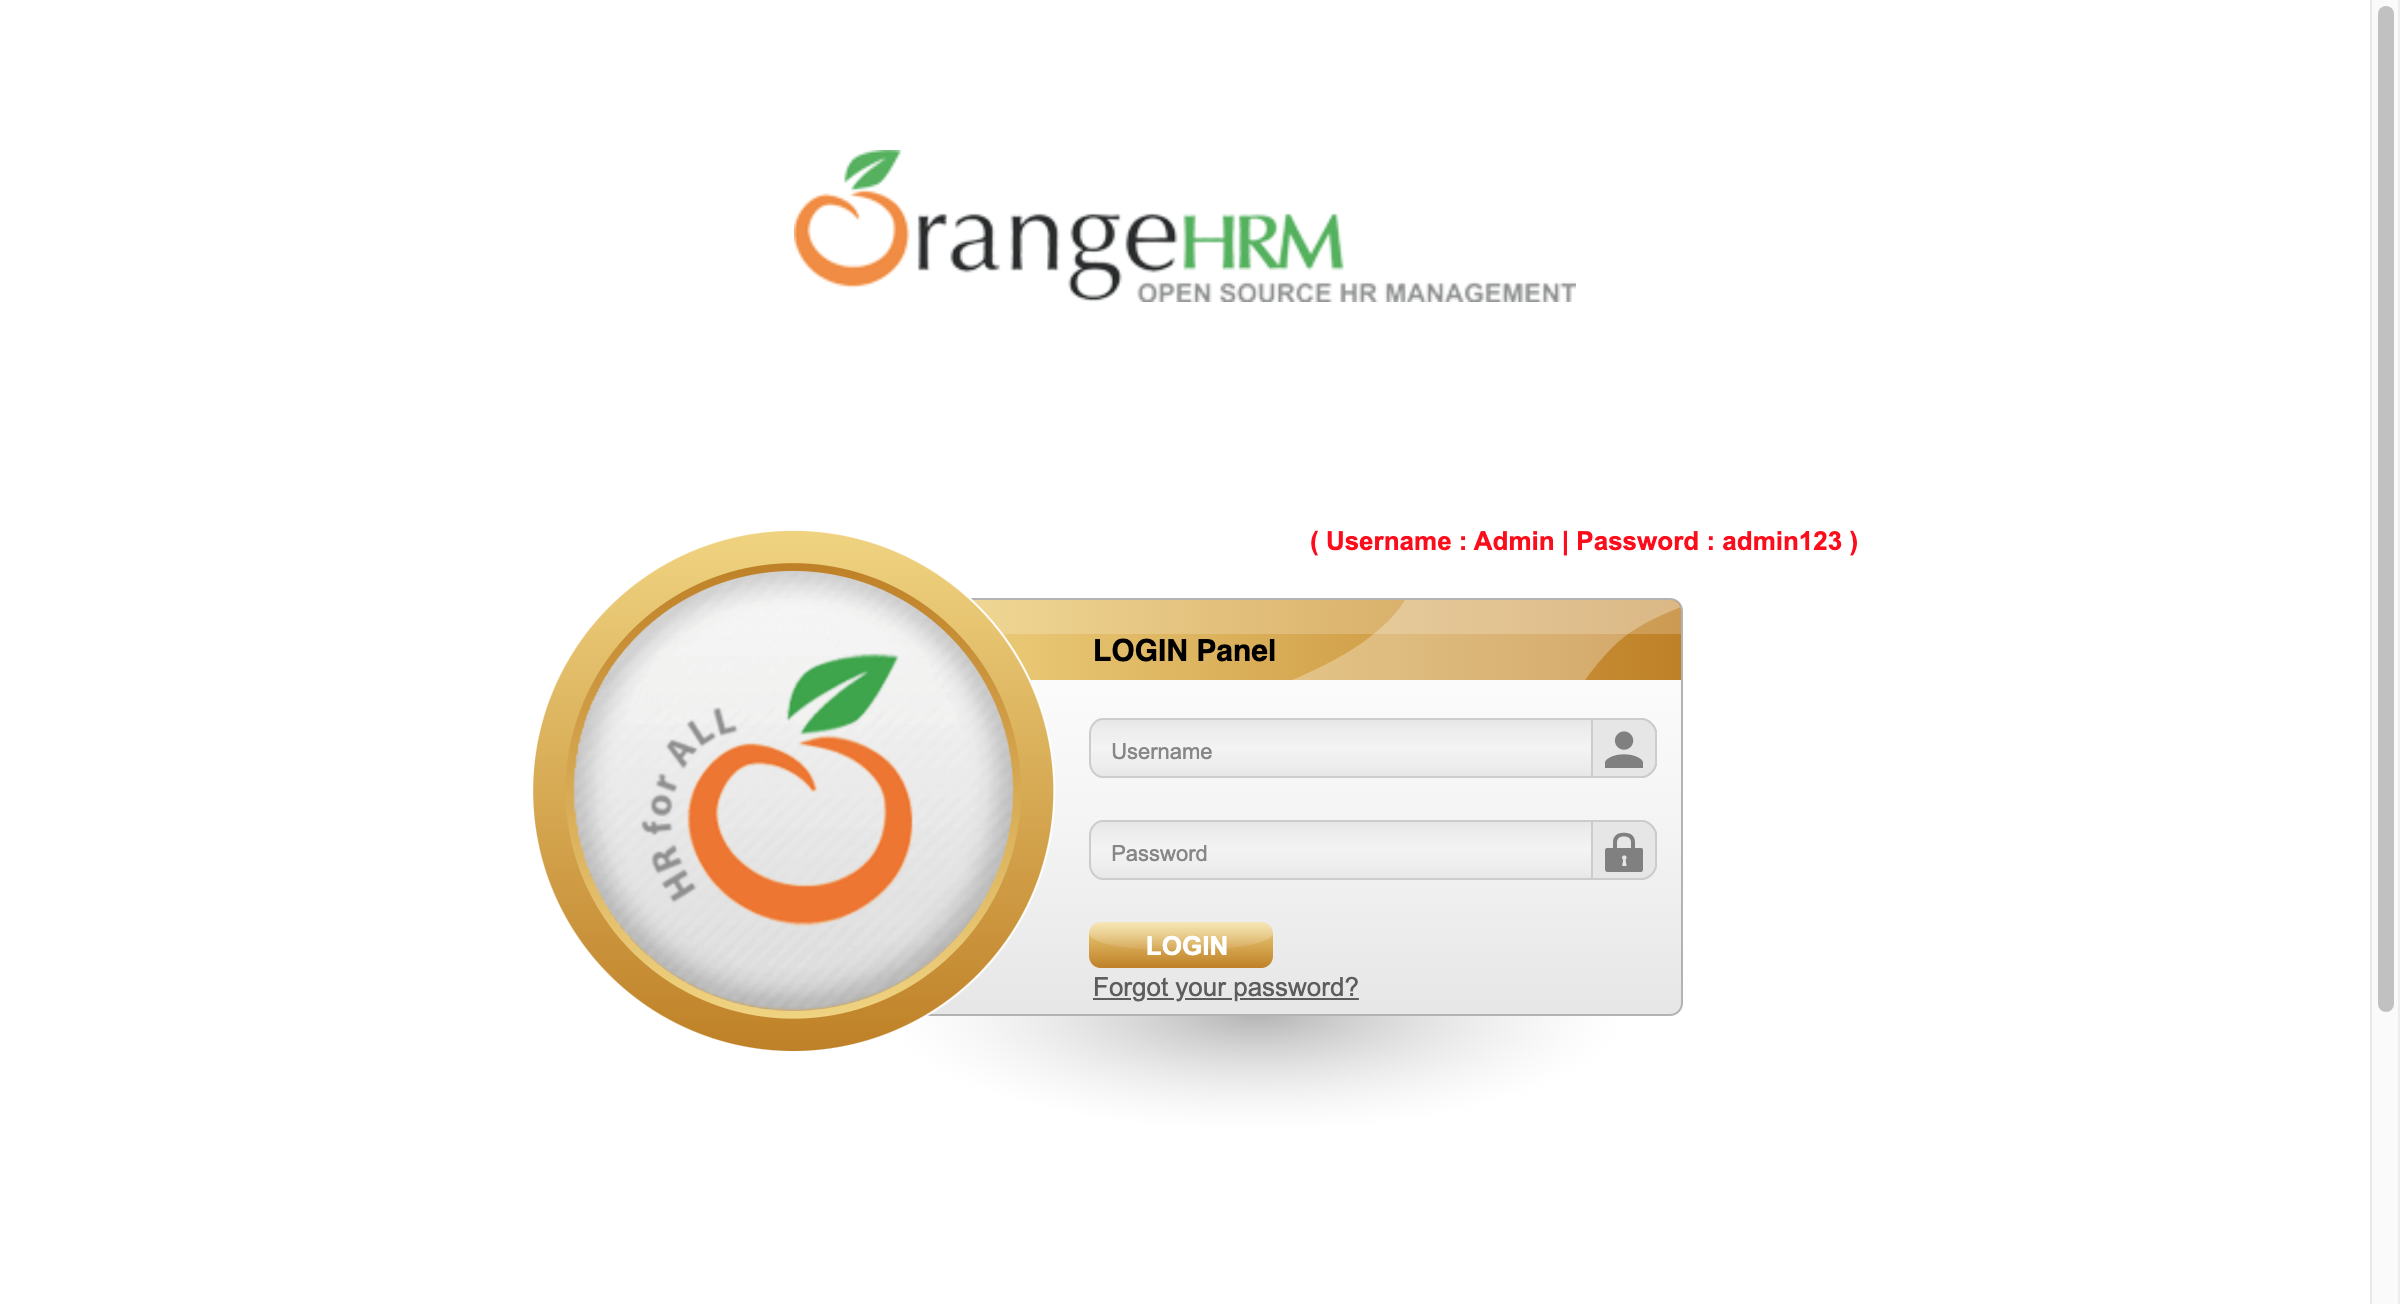 OrangeHRM
OPEN SOURCE HR MANAGEMENT
( Username : Admin | Password : admin123 )
LOGIN Panel
HR for ALL
Username
Password
LOGIN
Forgot your password?